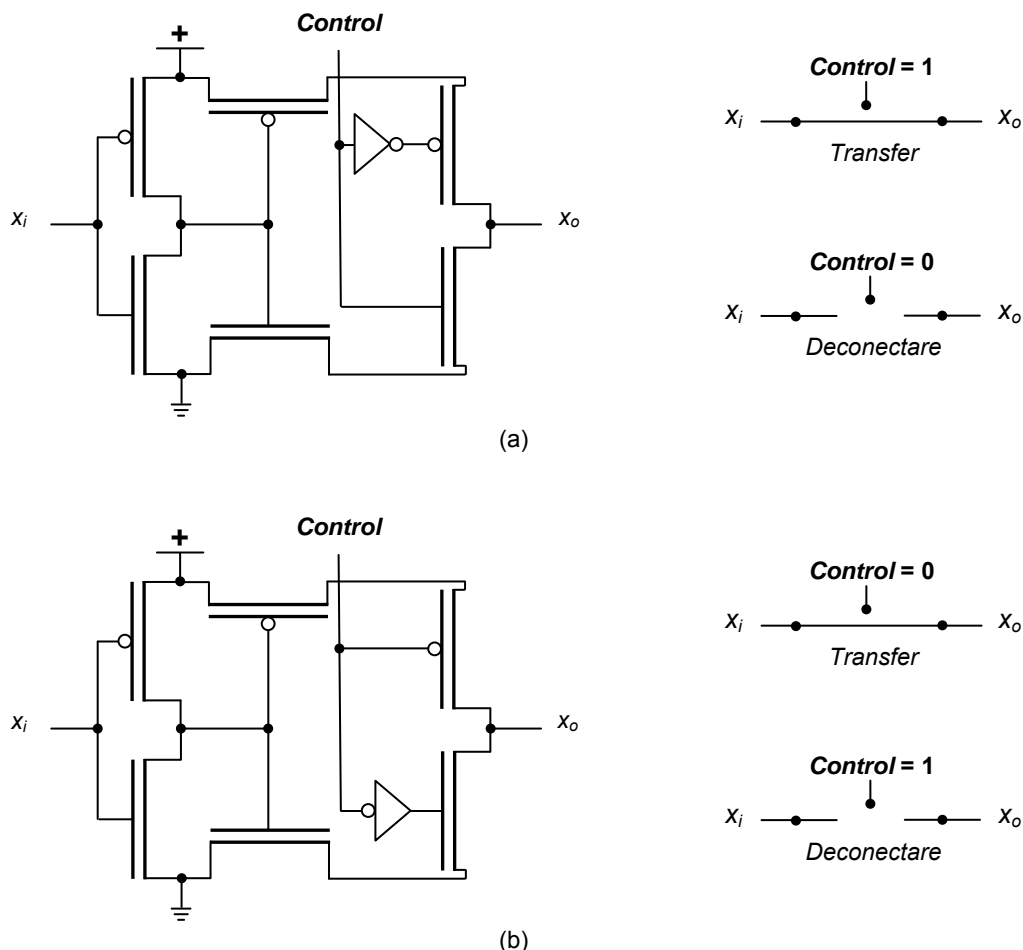 Control
+
Control = 1
xi xo
Transfer
xi xo
Control = 0
xi xo
Deconectare
(a)
Control
+
Control = 0
xi xo
Transfer
xi xo
Control = 1
xi xo
Deconectare
(b)